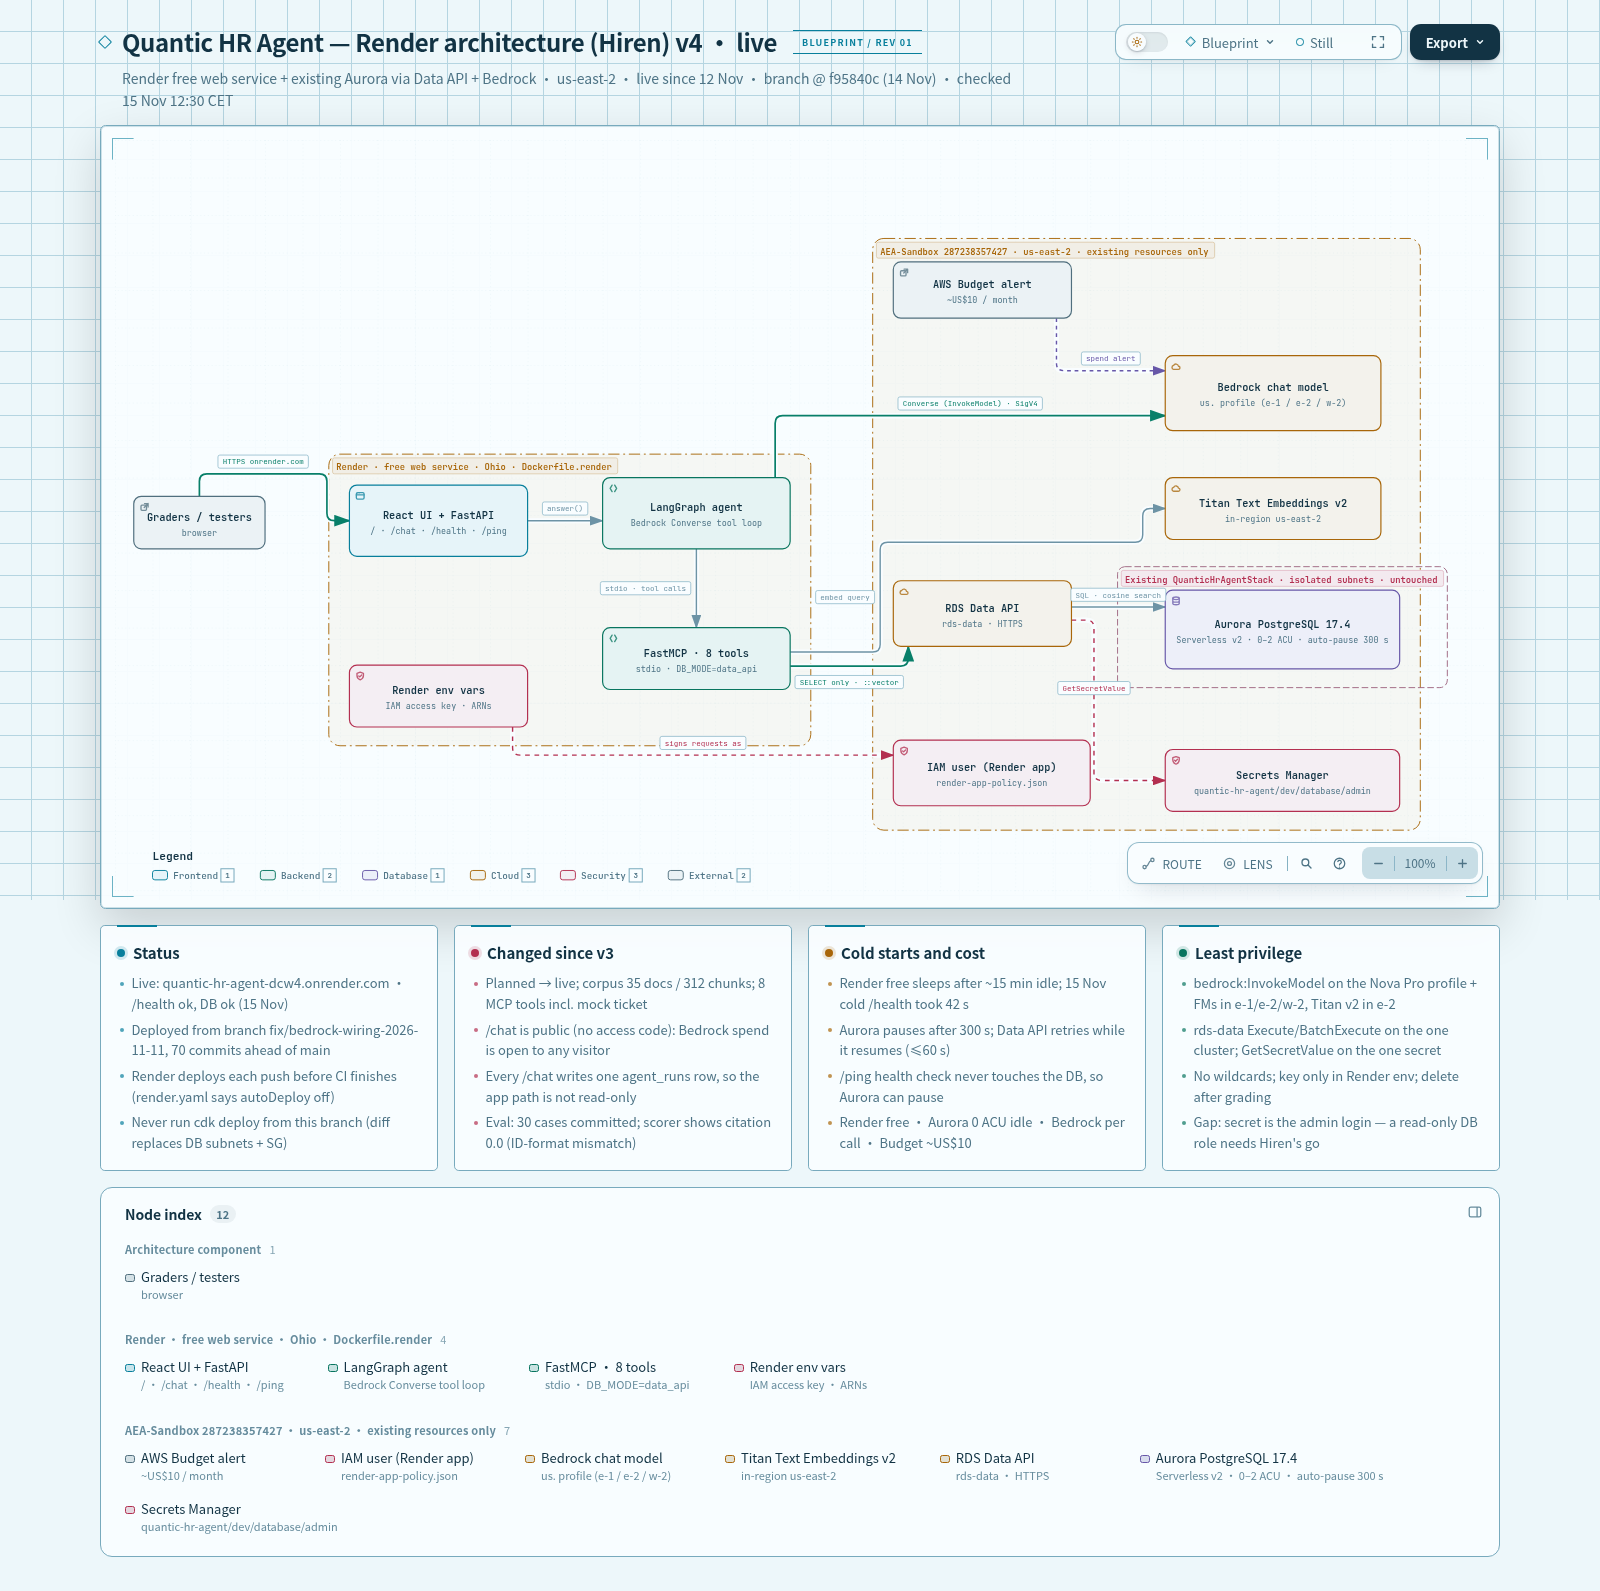 Quantic HR Agent — Render architecture (Hiren) v4 • live
BLUEPRINT / REV 01
Blueprint
Still
Export
Render free web service + existing Aurora via Data API + Bedrock • us-east-2 • live since 12 Nov • branch @ f95840c (14 Nov) • checked
15 Nov 12:30 CET
AEA-Sandbox 287238357427 · us-east-2 · existing resources only
AWS Budget alert
~US$10 / month
spend alert
Bedrock chat model
us. profile (e-1 / e-2 / w-2)
Converse (InvokeModel) · SigV4
HTTPS onrender.com
Render · free web service · Ohio · Dockerfile.render
Graders / testers
browser
React UI + FastAPI
/ · /chat · /health · /ping
answer()
LangGraph agent
Bedrock Converse tool loop
Titan Text Embeddings v2
in-region us-east-2
stdio · tool calls
embed query
RDS Data API
rds-data · HTTPS
SQL · cosine search
Existing QuanticHrAgentStack · isolated subnets · untouched
Aurora PostgreSQL 17.4
Serverless v2 · 0–2 ACU · auto-pause 300 s
FastMCP · 8 tools
stdio · DB_MODE=data_api
SELECT only · ::vector
GetSecretValue
Render env vars
IAM access key · ARNs
signs requests as
IAM user (Render app)
render-app-policy.json
Secrets Manager
quantic-hr-agent/dev/database/admin
Legend
Frontend 1
Backend 2
Database 1
Cloud 3
Security 3
External 2
ROUTE
LENS
100%
Status
Live: quantic-hr-agent-dcw4.onrender.com •
/health ok, DB ok (15 Nov)
Deployed from branch fix/bedrock-wiring-2026-
11-11, 70 commits ahead of main
Render deploys each push before CI finishes
(render.yaml says autoDeploy off)
Never run cdk deploy from this branch (diff
replaces DB subnets + SG)
Changed since v3
Planned → live; corpus 35 docs / 312 chunks; 8
MCP tools incl. mock ticket
/chat is public (no access code): Bedrock spend
is open to any visitor
Every /chat writes one agent_runs row, so the
app path is not read-only
Eval: 30 cases committed; scorer shows citation
0.0 (ID-format mismatch)
Cold starts and cost
Render free sleeps after ~15 min idle; 15 Nov
cold /health took 42 s
Aurora pauses after 300 s; Data API retries while
it resumes (⩽60 s)
/ping health check never touches the DB, so
Aurora can pause
Render free • Aurora 0 ACU idle • Bedrock per
call • Budget ~US$10
Least privilege
bedrock:InvokeModel on the Nova Pro profile +
FMs in e-1/e-2/w-2, Titan v2 in e-2
rds-data Execute/BatchExecute on the one
cluster; GetSecretValue on the one secret
No wildcards; key only in Render env; delete
after grading
Gap: secret is the admin login — a read-only DB
role needs Hiren's go
Node index 12
Architecture component 1
Graders / testers
browser
Render • free web service • Ohio • Dockerfile.render 4
React UI + FastAPI
/ • /chat • /health • /ping
LangGraph agent
Bedrock Converse tool loop
FastMCP • 8 tools
stdio • DB_MODE=data_api
Render env vars
IAM access key • ARNs
AEA-Sandbox 287238357427 • us-east-2 • existing resources only 7
AWS Budget alert
~US$10 / month
IAM user (Render app)
render-app-policy.json
Bedrock chat model
us. profile (e-1 / e-2 / w-2)
Titan Text Embeddings v2
in-region us-east-2
RDS Data API
rds-data • HTTPS
Aurora PostgreSQL 17.4
Serverless v2 • 0–2 ACU • auto-pause 300 s
Secrets Manager
quantic-hr-agent/dev/database/admin